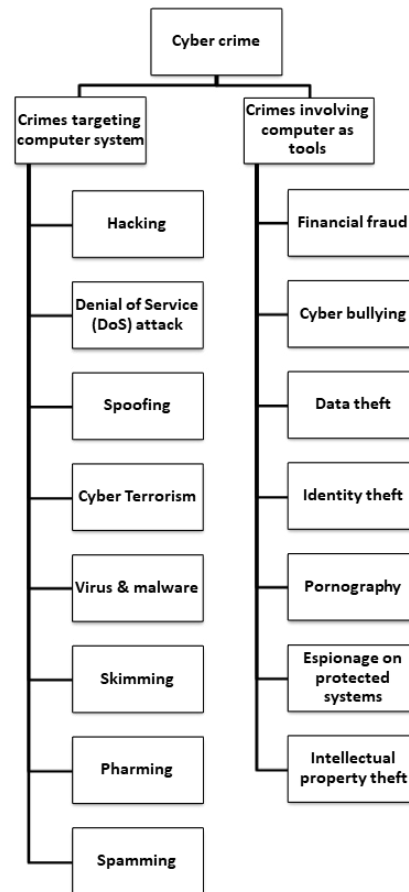 Cyber crime
Crimes targeting
computer system
Hacking
Denial of Service
(DoS) attack
Spoofing
Cyber Terrorism
Virus & malware
Skimming
Pharming
Spamming
Crimes involving
computer as
tools
Financial fraud
Cyber bullying
Data theft
Identity theft
Pornography
Espionage on
protected
systems
Intellectual
property theft